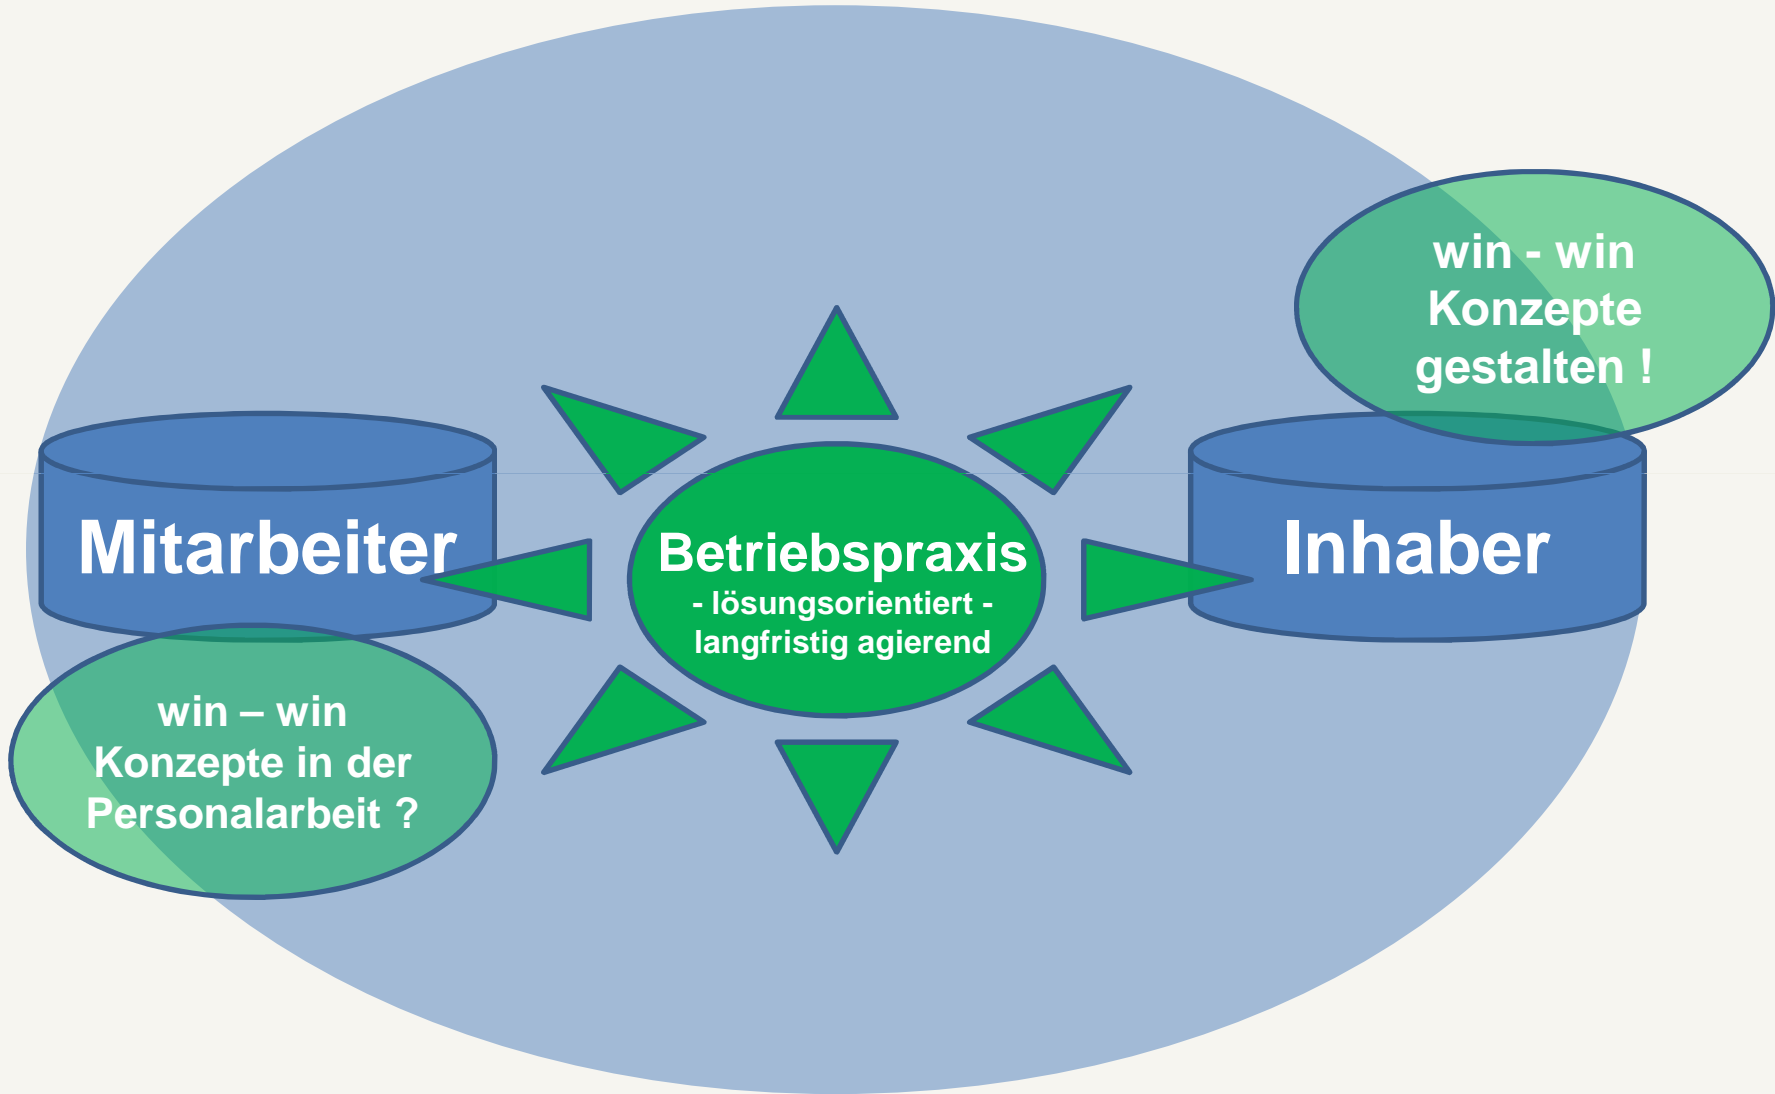 win - win
Konzepte
gestalten !
Mitarbeiter
Betriebspraxis
- lösungsorientiert -
langfristig agierend
Inhaber
win – win
Konzepte in der
Personalarbeit ?